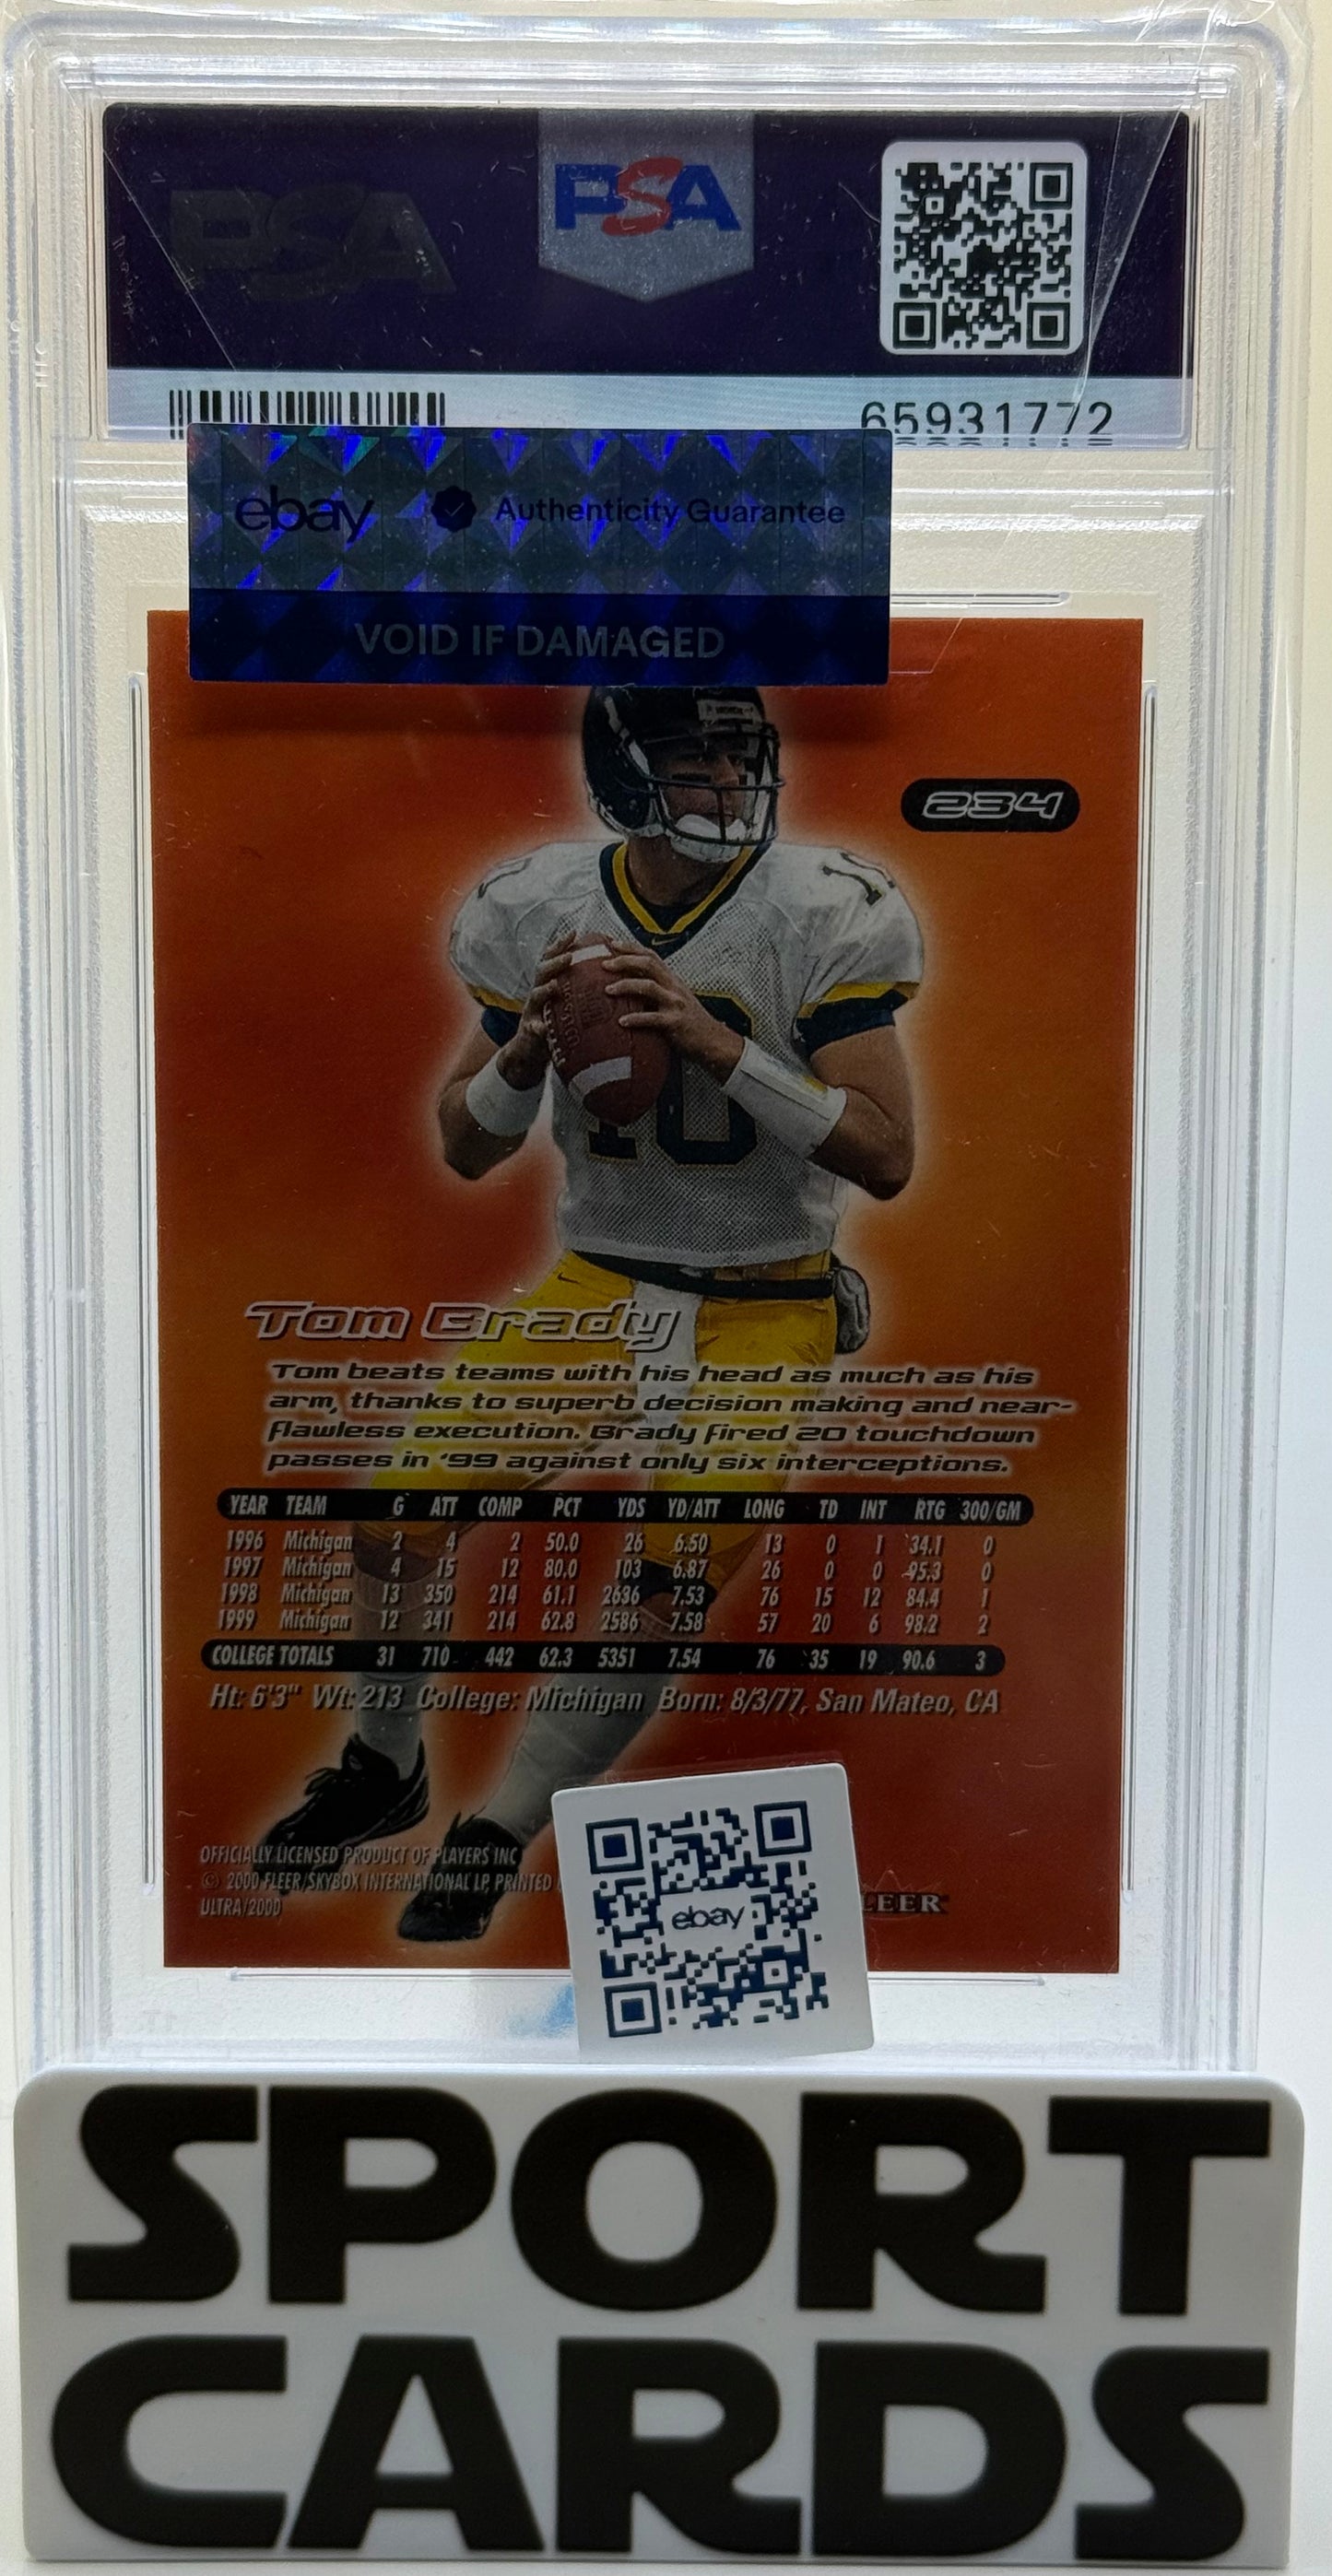 PSA
PSA
65931772
ebay Authenticity Guarantee
VOID IF DAMAGED
234
10
Tom Brady
Tom beats teams with his head as much as his
arm, thanks to superb decision making and near-
flawless execution. Brady fired 20 touchdown
passes in '99 against only six interceptions.
YEAR TEAM G ATT COMP PCT YDS YD/ATT LONG TD INT RTG 300/GM
1996 Michigan 2 4 2 50.0 26 6.50 13 0 1 34.1 0
1997 Michigan 4 15 12 80.0 103 6.87 26 0 0 95.3 0
1998 Michigan 13 350 214 61.1 2636 7.53 76 15 12 84.4 1
1999 Michigan 12 341 214 62.8 2586 7.58 57 20 6 98.2 2
COLLEGE TOTALS 31 710 442 62.3 5351 7.54 76 35 19 90.6 3
Ht: 6'3" Wt: 213 College: Michigan Born: 8/3/77, San Mateo, CA
OFFICIALLY LICENSED PRODUCT OF PLAYERS INC
© 2000 FLEER/SKYBOX INTERNATIONAL LP, PRINTED
ULTRA/2000
ebay
SPORT
CARDS